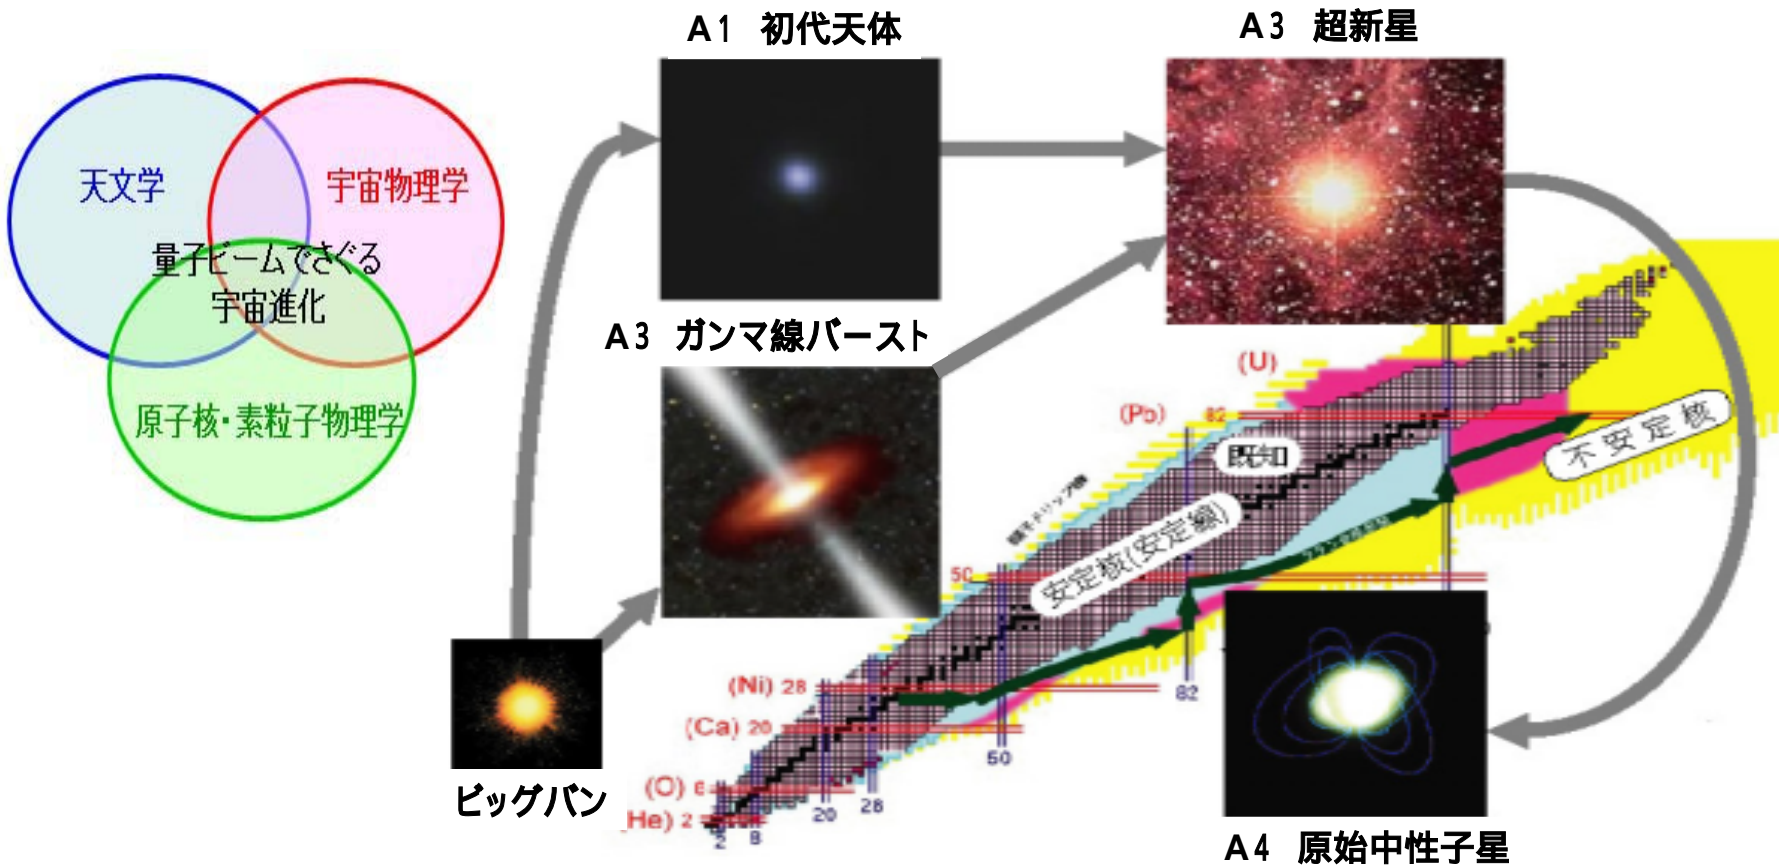 A1 初代天体
A3 超新星
天文学
宇宙物理学
量子ビームでさぐる
宇宙進化
原子核・素粒子物理学
A3 ガンマ線バースト
ビッグバン
(U)
(Pb) 82
既知
不安定核
安定核(安定線)
50
(Ni) 28
(Ca) 20
82
50
(O)
28
20
He) 2
8
2
A4 原始中性子星